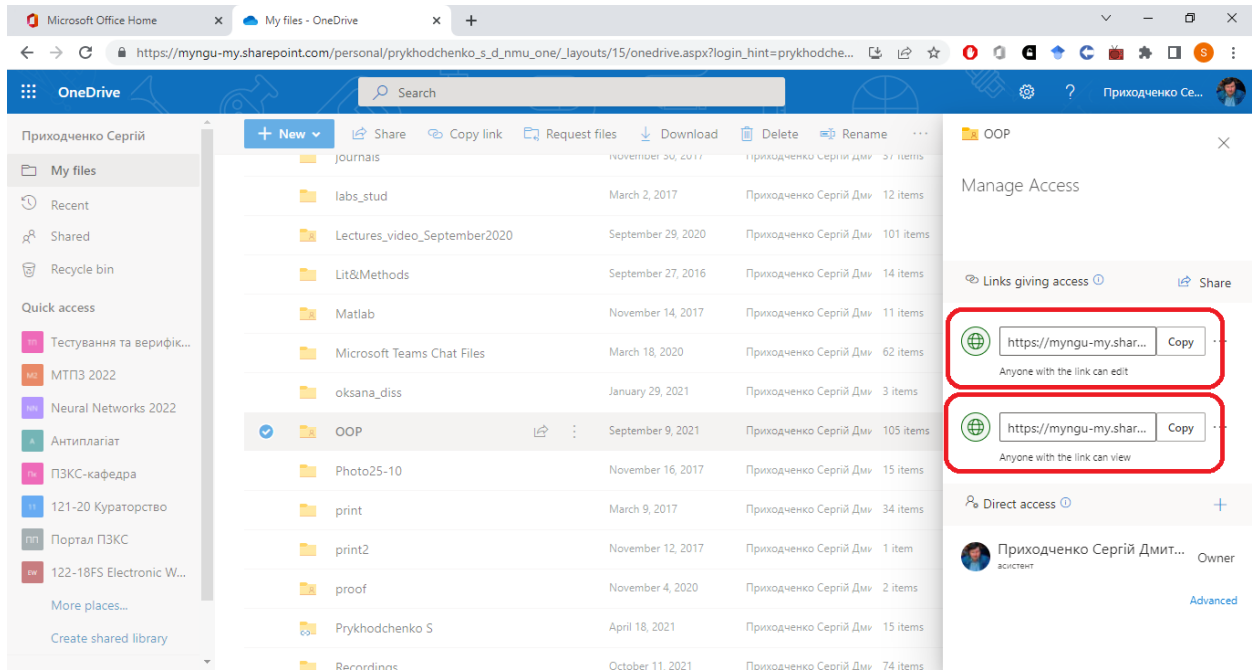 Microsoft Office Home
My files - OneDrive
https://myngu-my.sharepoint.com/personal/prykhodchenko_s_d_nmu_one/_layouts/15/onedrive.aspx?login_hint=prykhodche...
S
OneDrive
Search
?
Приходченко Се...
Приходченко Сергій
My files
Recent
Shared
Recycle bin
Quick access
ТП Тестування та верифік...
М2 МТПЗ 2022
NN Neural Networks 2022
А Антиплагіат
Пк ПЗКС-кафедра
11 121-20 Кураторство
ПП Портал ПЗКС
EW 122-18FS Electronic W...
More places...
Create shared library
New Share Copy link Request files Download Delete Rename ...
journals November 30, 2017 Приходченко Сергій Дми 57 items
labs_stud March 2, 2017 Приходченко Сергій Дми 12 items
Lectures_video_September2020 September 29, 2020 Приходченко Сергій Дми 101 items
Lit&Methods September 27, 2016 Приходченко Сергій Дми 14 items
Matlab November 14, 2017 Приходченко Сергій Дми 11 items
Microsoft Teams Chat Files March 18, 2020 Приходченко Сергій Дми 62 items
oksana_diss January 29, 2021 Приходченко Сергій Дми 3 items
OOP September 9, 2021 Приходченко Сергій Дми 105 items
Photo25-10 November 16, 2017 Приходченко Сергій Дми 15 items
print March 9, 2017 Приходченко Сергій Дми 34 items
print2 November 12, 2017 Приходченко Сергій Дми 1 item
proof November 4, 2020 Приходченко Сергій Дми 2 items
Prykhodchenko S April 18, 2021 Приходченко Сергій Дми 15 items
Recordings October 11, 2021 Приходченко Сергій Дми 74 items
OOP
Manage Access
Links giving access Share
https://myngu-my.shar... Copy
Anyone with the link can edit
https://myngu-my.shar... Copy
Anyone with the link can view
Direct access
Приходченко Сергій Дмит... Owner
асистент
Advanced